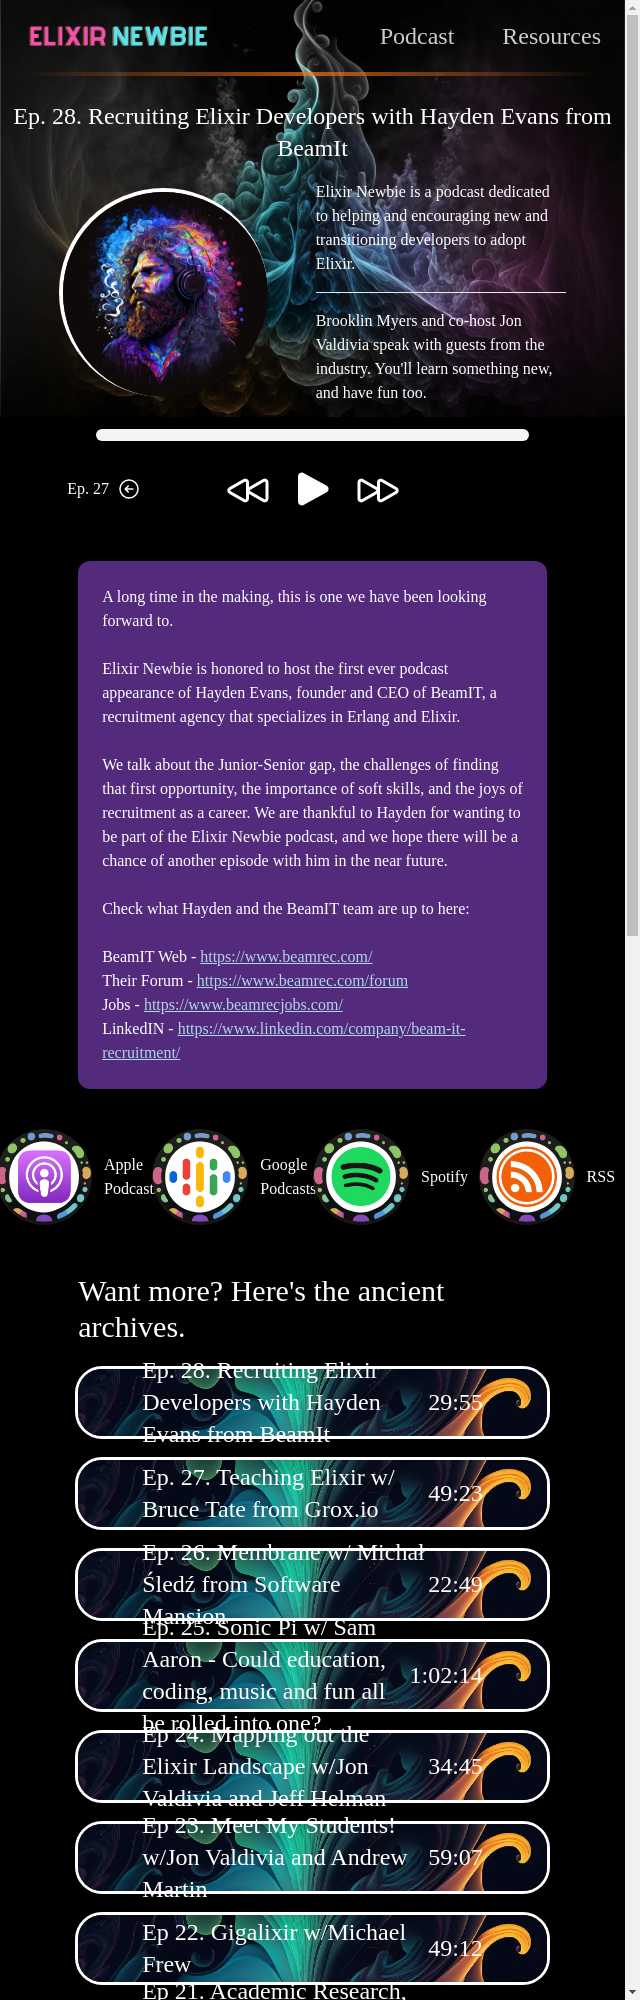 ELIXIR NEWBIE
Podcast
Resources
Ep. 28. Recruiting Elixir Developers with Hayden Evans from
BeamIt
Elixir Newbie is a podcast dedicated
to helping and encouraging new and
transitioning developers to adopt
Elixir.
Brooklin Myers and co-host Jon
Valdivia speak with guests from the
industry. You'll learn something new,
and have fun too.
Ep. 27
A long time in the making, this is one we have been looking
forward to.
Elixir Newbie is honored to host the first ever podcast
appearance of Hayden Evans, founder and CEO of BeamIT, a
recruitment agency that specializes in Erlang and Elixir.
We talk about the Junior-Senior gap, the challenges of finding
that first opportunity, the importance of soft skills, and the joys of
recruitment as a career. We are thankful to Hayden for wanting to
be part of the Elixir Newbie podcast, and we hope there will be a
chance of another episode with him in the near future.
Check what Hayden and the BeamIT team are up to here:
BeamIT Web - https://www.beamrec.com/
Their Forum - https://www.beamrec.com/forum
Jobs - https://www.beamrecjobs.com/
LinkedIN - https://www.linkedin.com/company/beam-it-
recruitment/
Apple
Podcast
Google
Podcasts
Spotify
RSS
Want more? Here's the ancient
archives.
Ep. 28. Recruiting Elixir
Developers with Hayden
Evans from BeamIt
29:55
Ep. 27. Teaching Elixir w/
Bruce Tate from Grox.io
49:23
Ep. 26. Membrane w/ Michał
Śledź from Software
Mansion
22:49
Ep. 25. Sonic Pi w/ Sam
Aaron - Could education,
coding, music and fun all
be rolled into one?
1:02:14
Ep 24. Mapping out the
Elixir Landscape w/Jon
Valdivia and Jeff Helman
34:45
Ep 23. Meet My Students!
w/Jon Valdivia and Andrew
Martin
59:07
Ep 22. Gigalixir w/Michael
Frew
49:12
Ep 21. Academic Research,